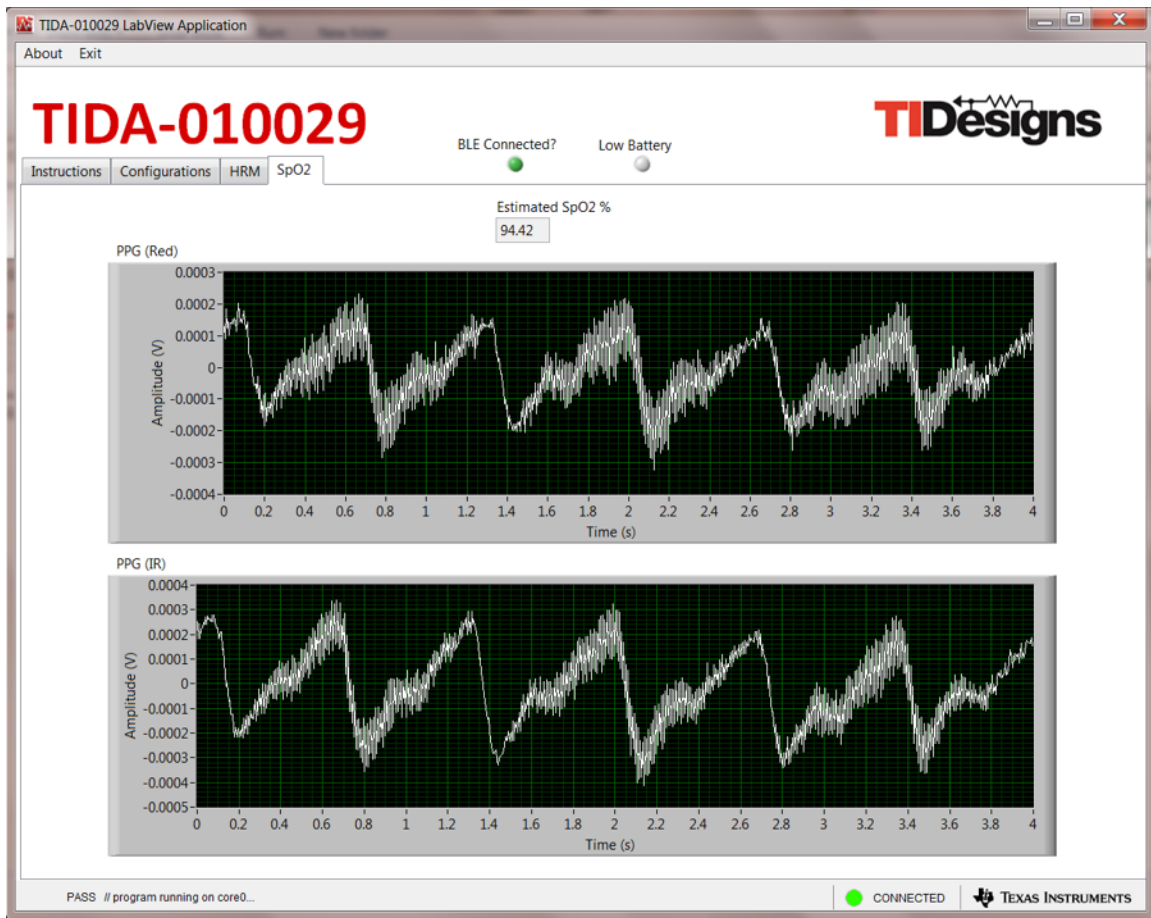 TIDA-010029 LabView Application
About Exit
TIDA-010029
TIDesigns
BLE Connected? Low Battery
Instructions Configurations HRM SpO2
Estimated SpO2 %
94.42
PPG (Red)
0.0003
0.0002
0.0001
0
-0.0001
-0.0002
-0.0003
-0.0004
Amplitude (V)
0 0.2 0.4 0.6 0.8 1 1.2 1.4 1.6 1.8 2 2.2 2.4 2.6 2.8 3 3.2 3.4 3.6 3.8 4
Time (s)
PPG (IR)
0.0004
0.0003
0.0002
0.0001
0
-0.0001
-0.0002
-0.0003
-0.0004
-0.0005
Amplitude (V)
0 0.2 0.4 0.6 0.8 1 1.2 1.4 1.6 1.8 2 2.2 2.4 2.6 2.8 3 3.2 3.4 3.6 3.8 4
Time (s)
PASS // program running on core0... CONNECTED TEXAS INSTRUMENTS